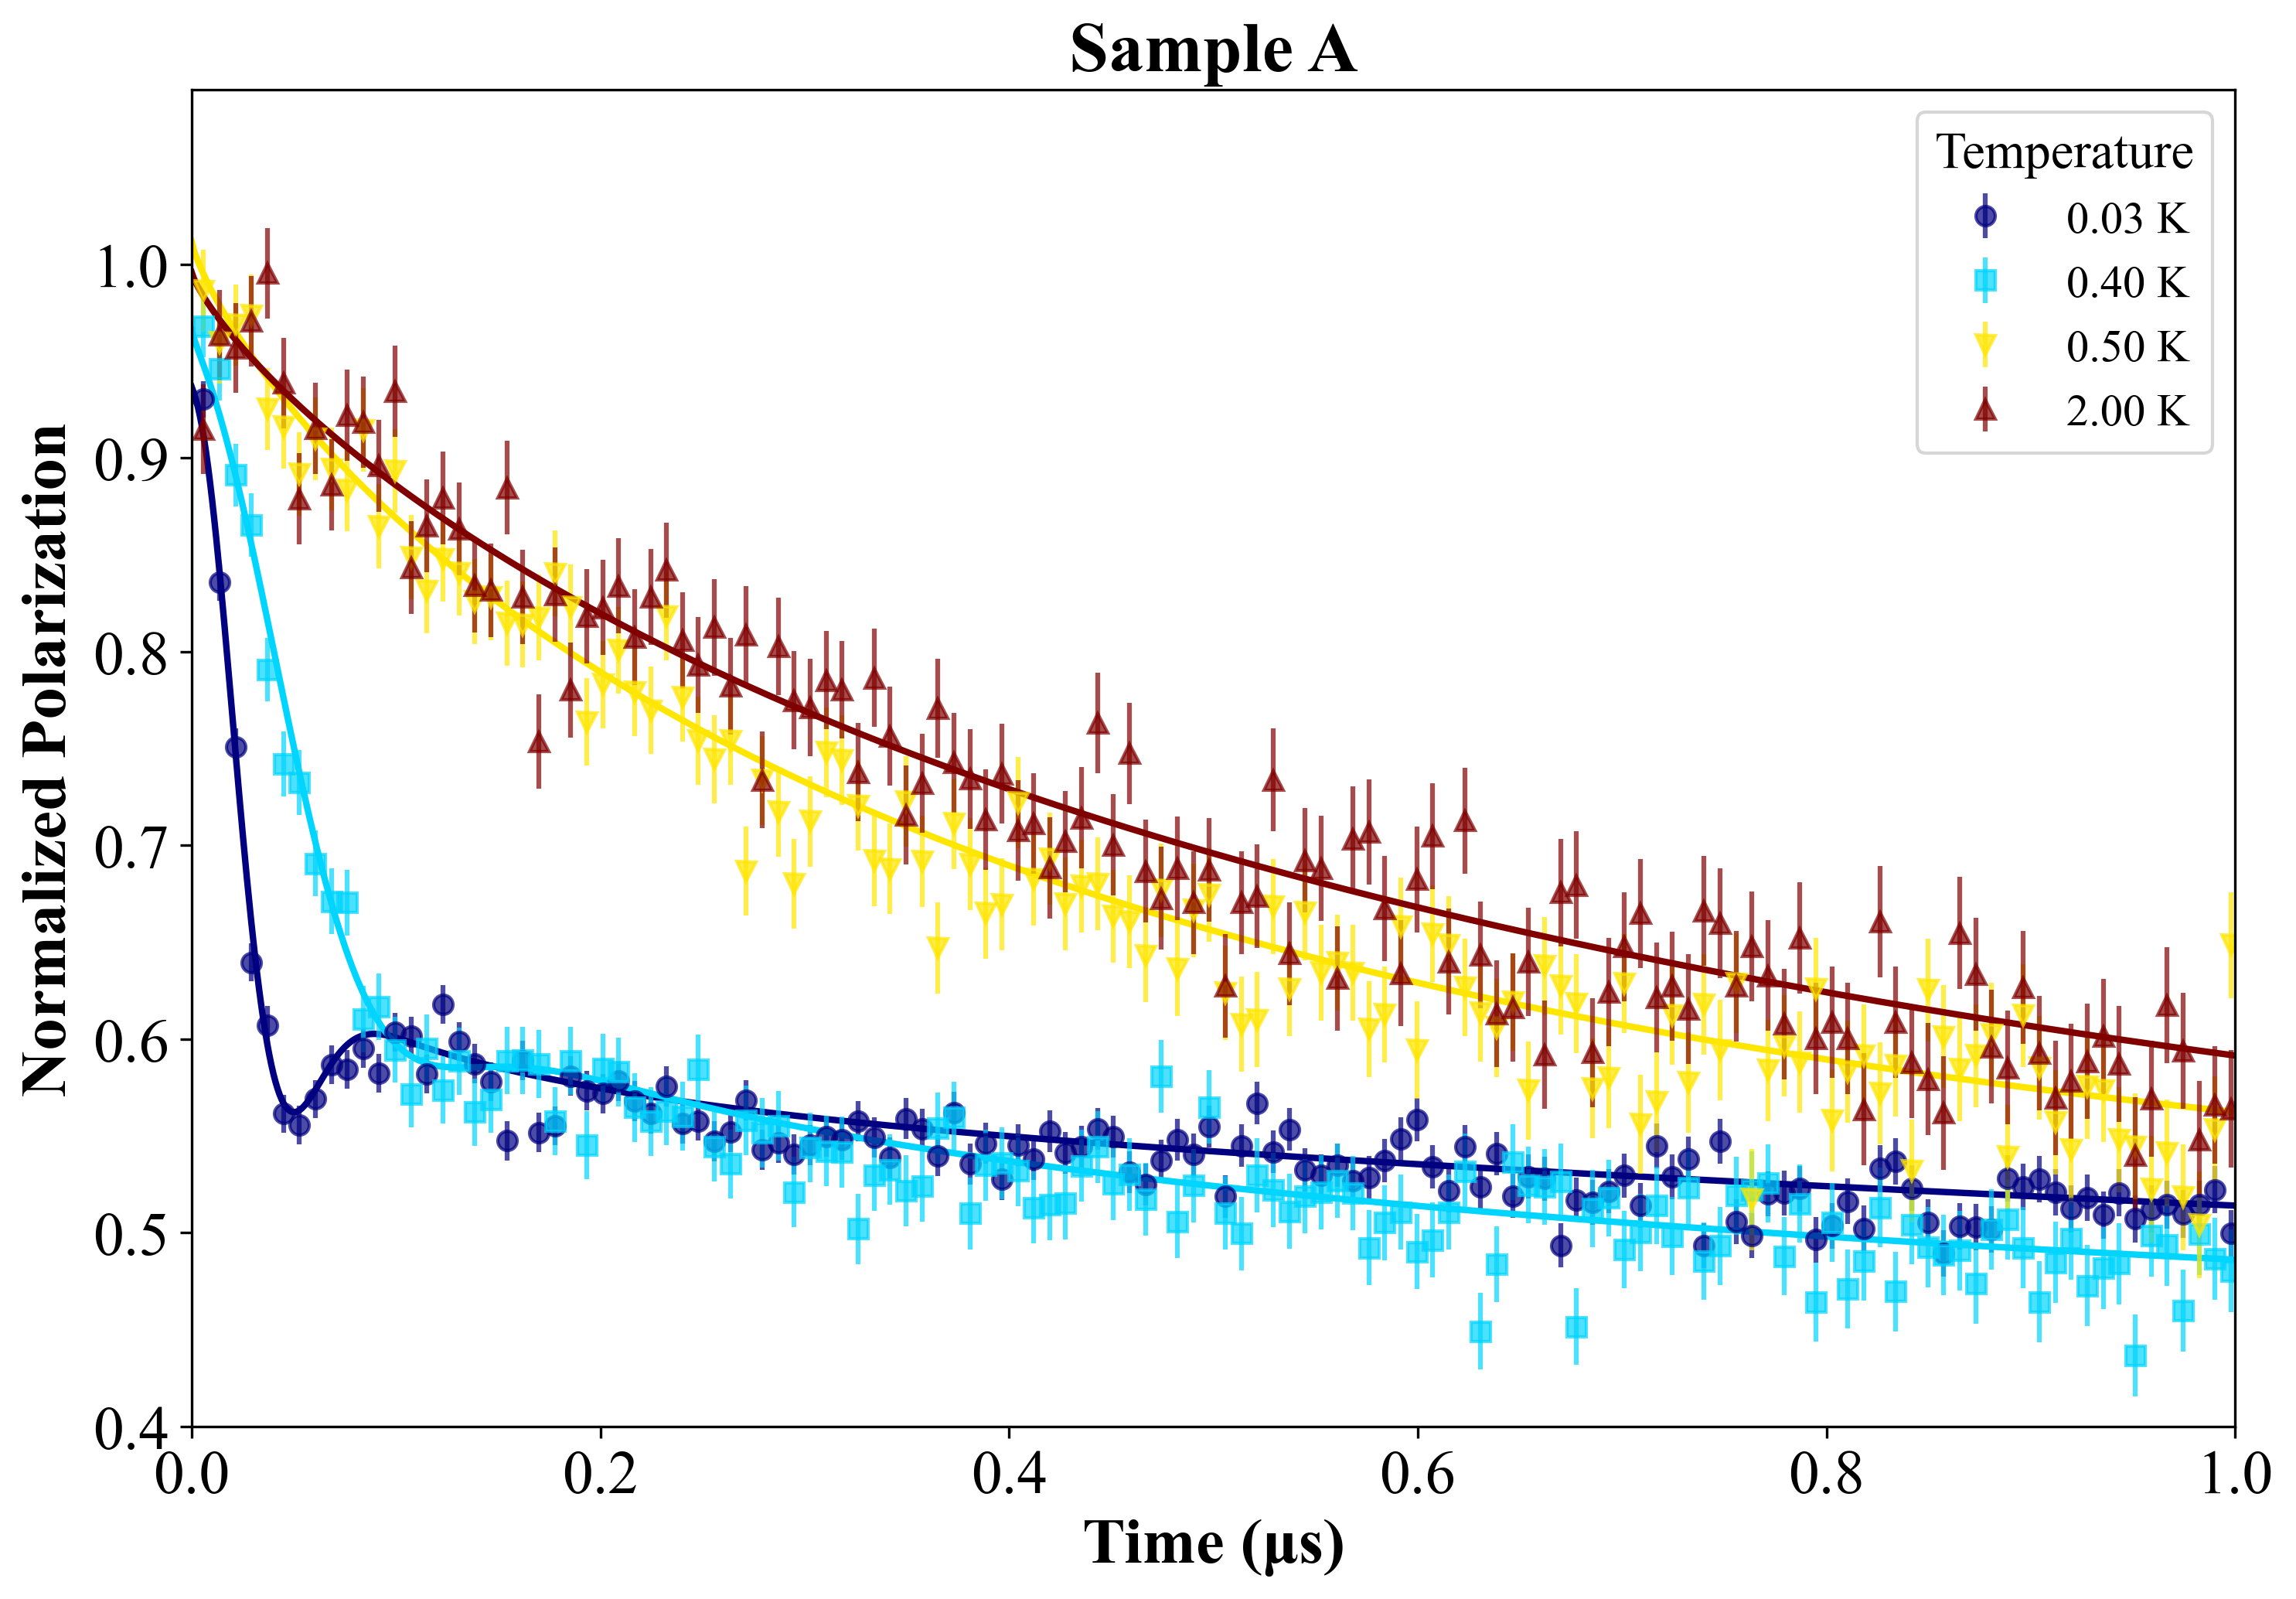 Sample A
Temperature
0.03 K
0.40 K
0.50 K
2.00 K
Normalized Polarization
1.0
0.9
0.8
0.7
0.6
0.5
0.4
0.0 0.2 0.4 0.6 0.8 1.0
Time (μs)